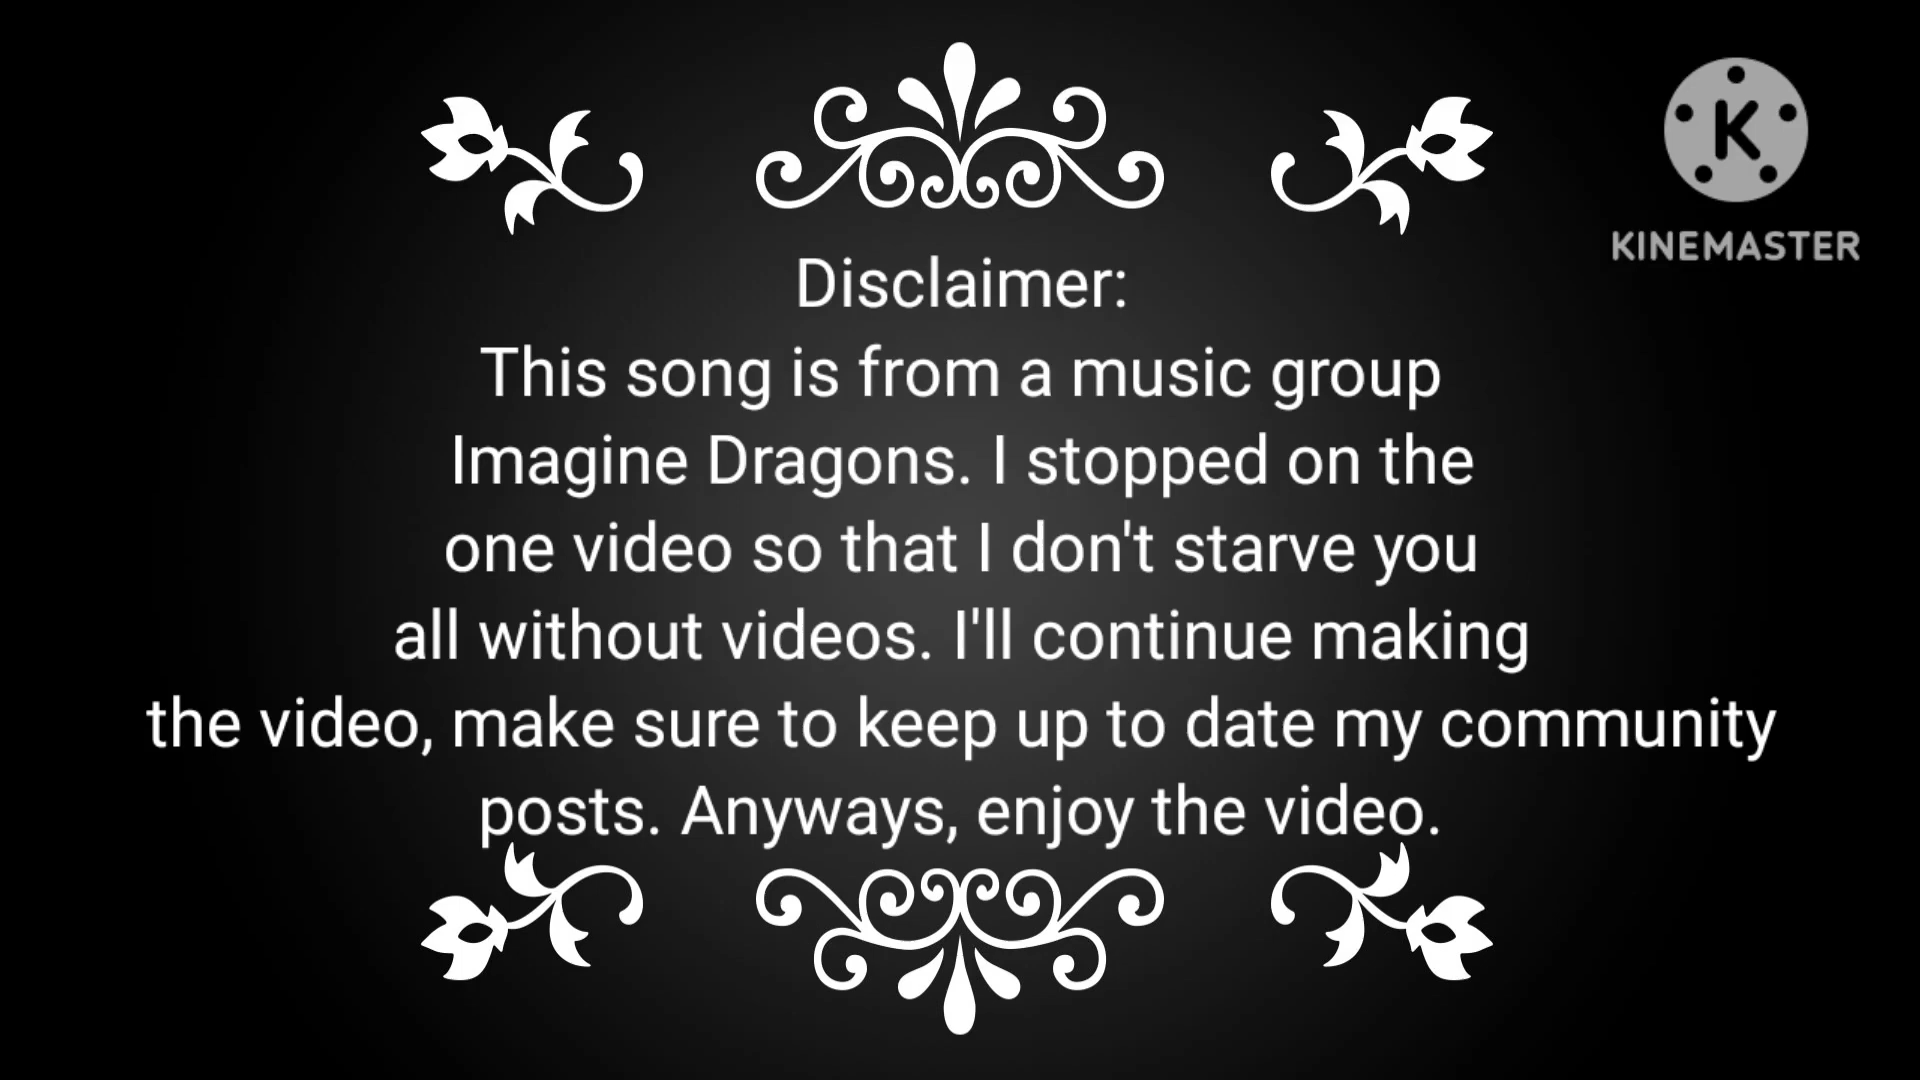 K
KINEMASTER
Disclaimer:
This song is from a music group
Imagine Dragons. I stopped on the
one video so that I don't starve you
all without videos. I'll continue making
the video, make sure to keep up to date my community
posts. Anyways, enjoy the video.